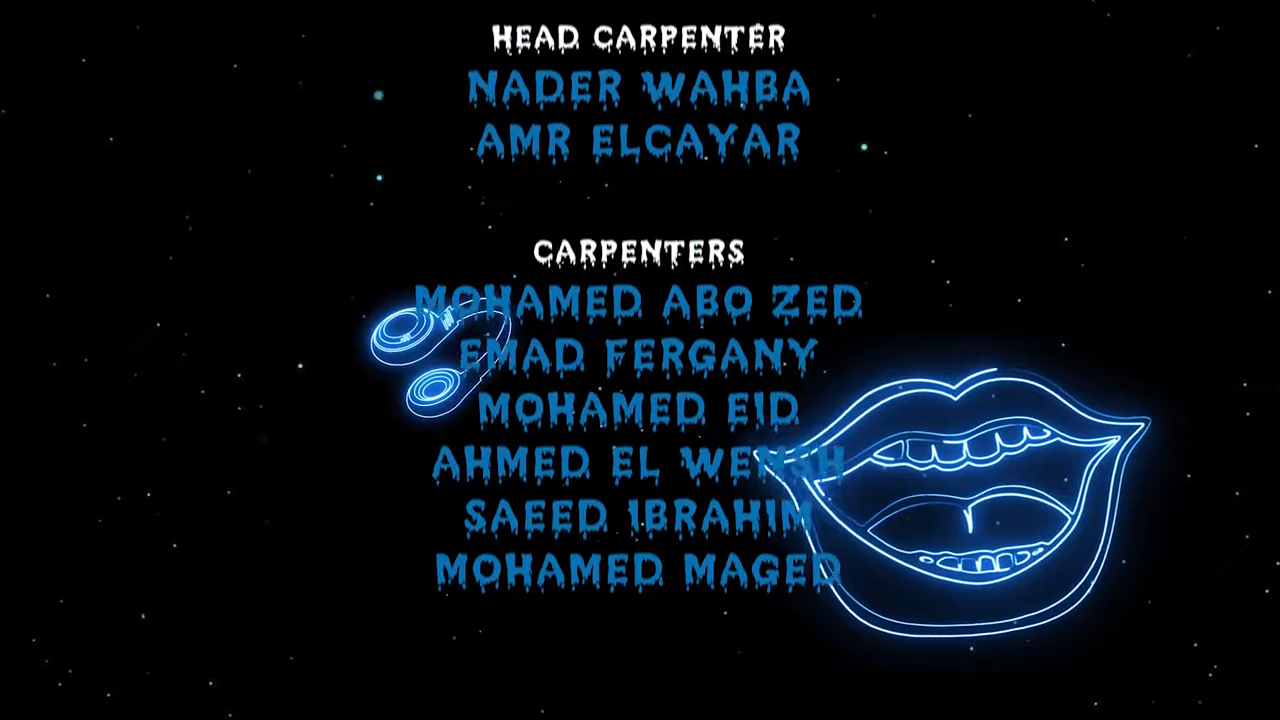 HEAD CARPENTER
NADER WAHBA
AMR ELCAYAR
CARPENTERS
MOHAMED ABO ZED
EMAD FERGANY
MOHAMED EID
AHMED EL WENSH
SAEED IBRAHIM
MOHAMED MAGED